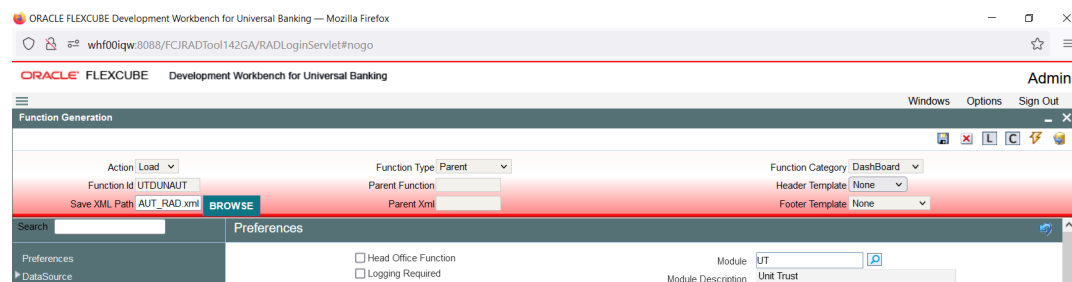 ORACLE FLEXCUBE Development Workbench for Universal Banking — Mozilla Firefox
whf00iqw:8088/FCJRADTool142GA/RADLoginServlet#nogo
ORACLE FLEXCUBE Development Workbench for Universal Banking Admin
Windows Options Sign Out
Function Generation
L C
Action Load Function Type Parent Function Category DashBoard
Function Id UTDUNAUT Parent Function Header Template None
Save XML Path AUT_RAD.xml BROWSE Parent Xml Footer Template None
Search Preferences
Preferences Head Office Function Module UT
DataSource Logging Required Module Description Unit Trust